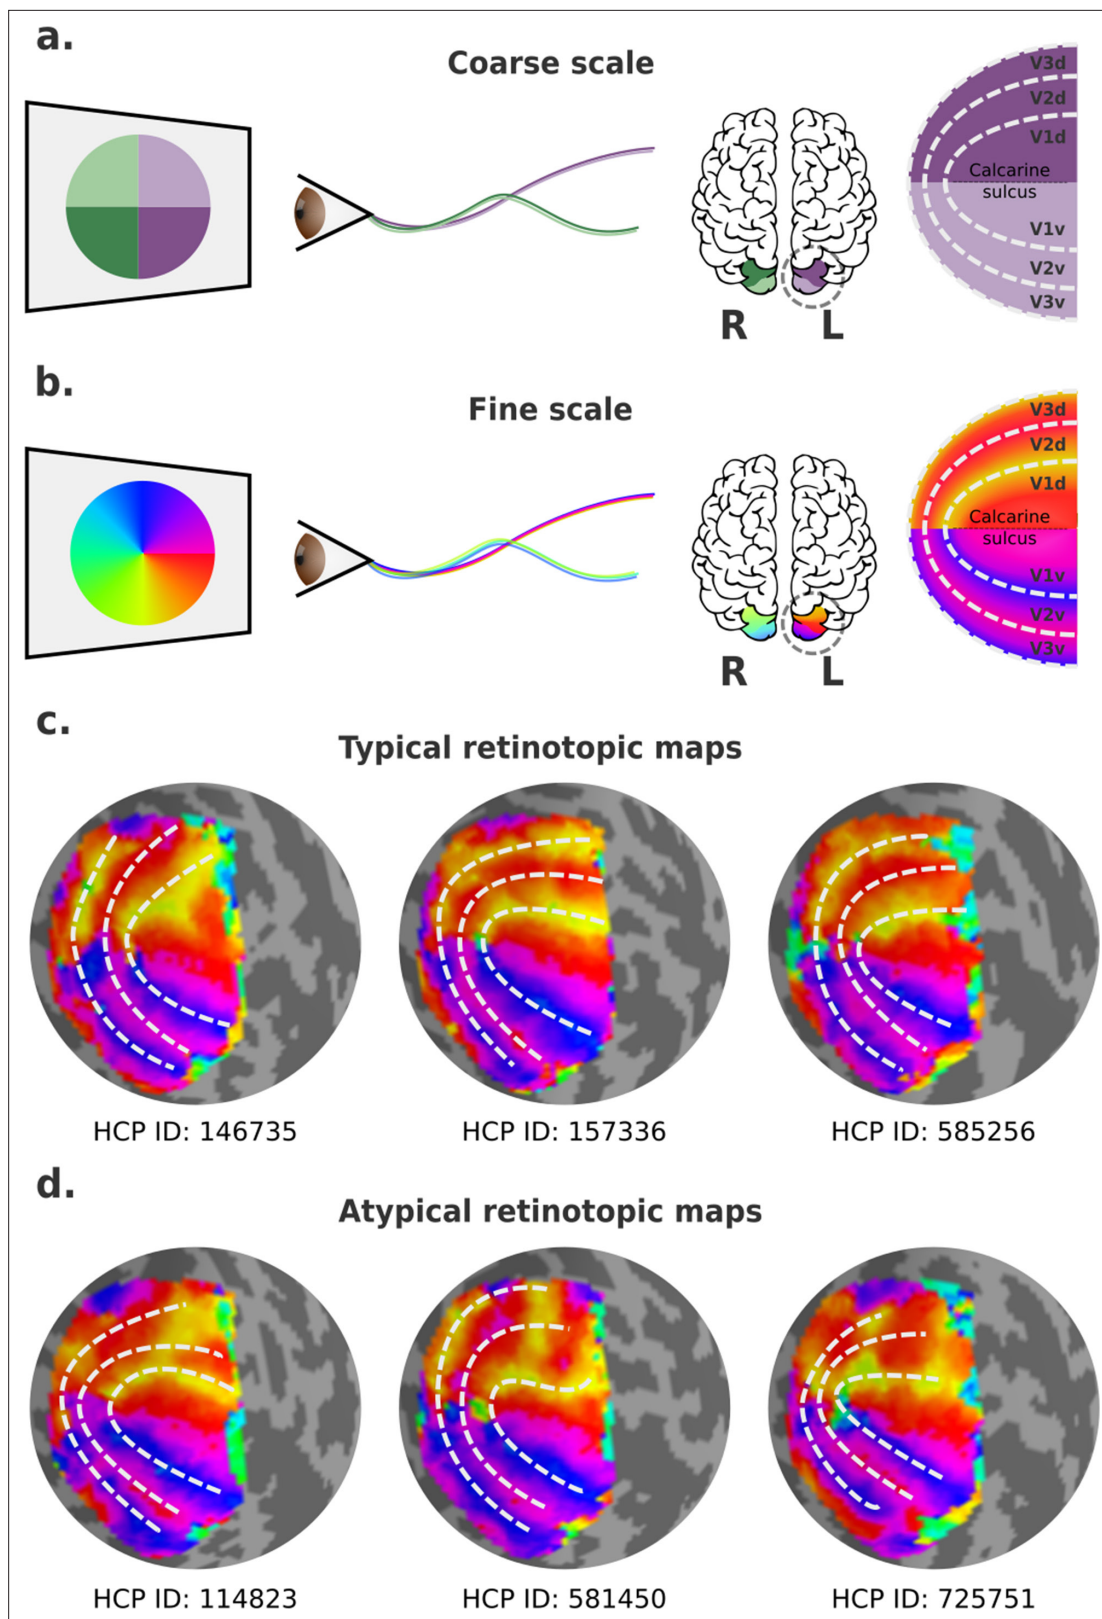 a.
Coarse scale
V3d
V2d
V1d
Calcarine
sulcus
V1v
V2v
V3v
R
L
b.
Fine scale
V3d
V2d
V1d
Calcarine
sulcus
V1v
V2v
V3v
R
L
c.
Typical retinotopic maps
HCP ID: 146735
HCP ID: 157336
HCP ID: 585256
d.
Atypical retinotopic maps
HCP ID: 114823
HCP ID: 581450
HCP ID: 725751